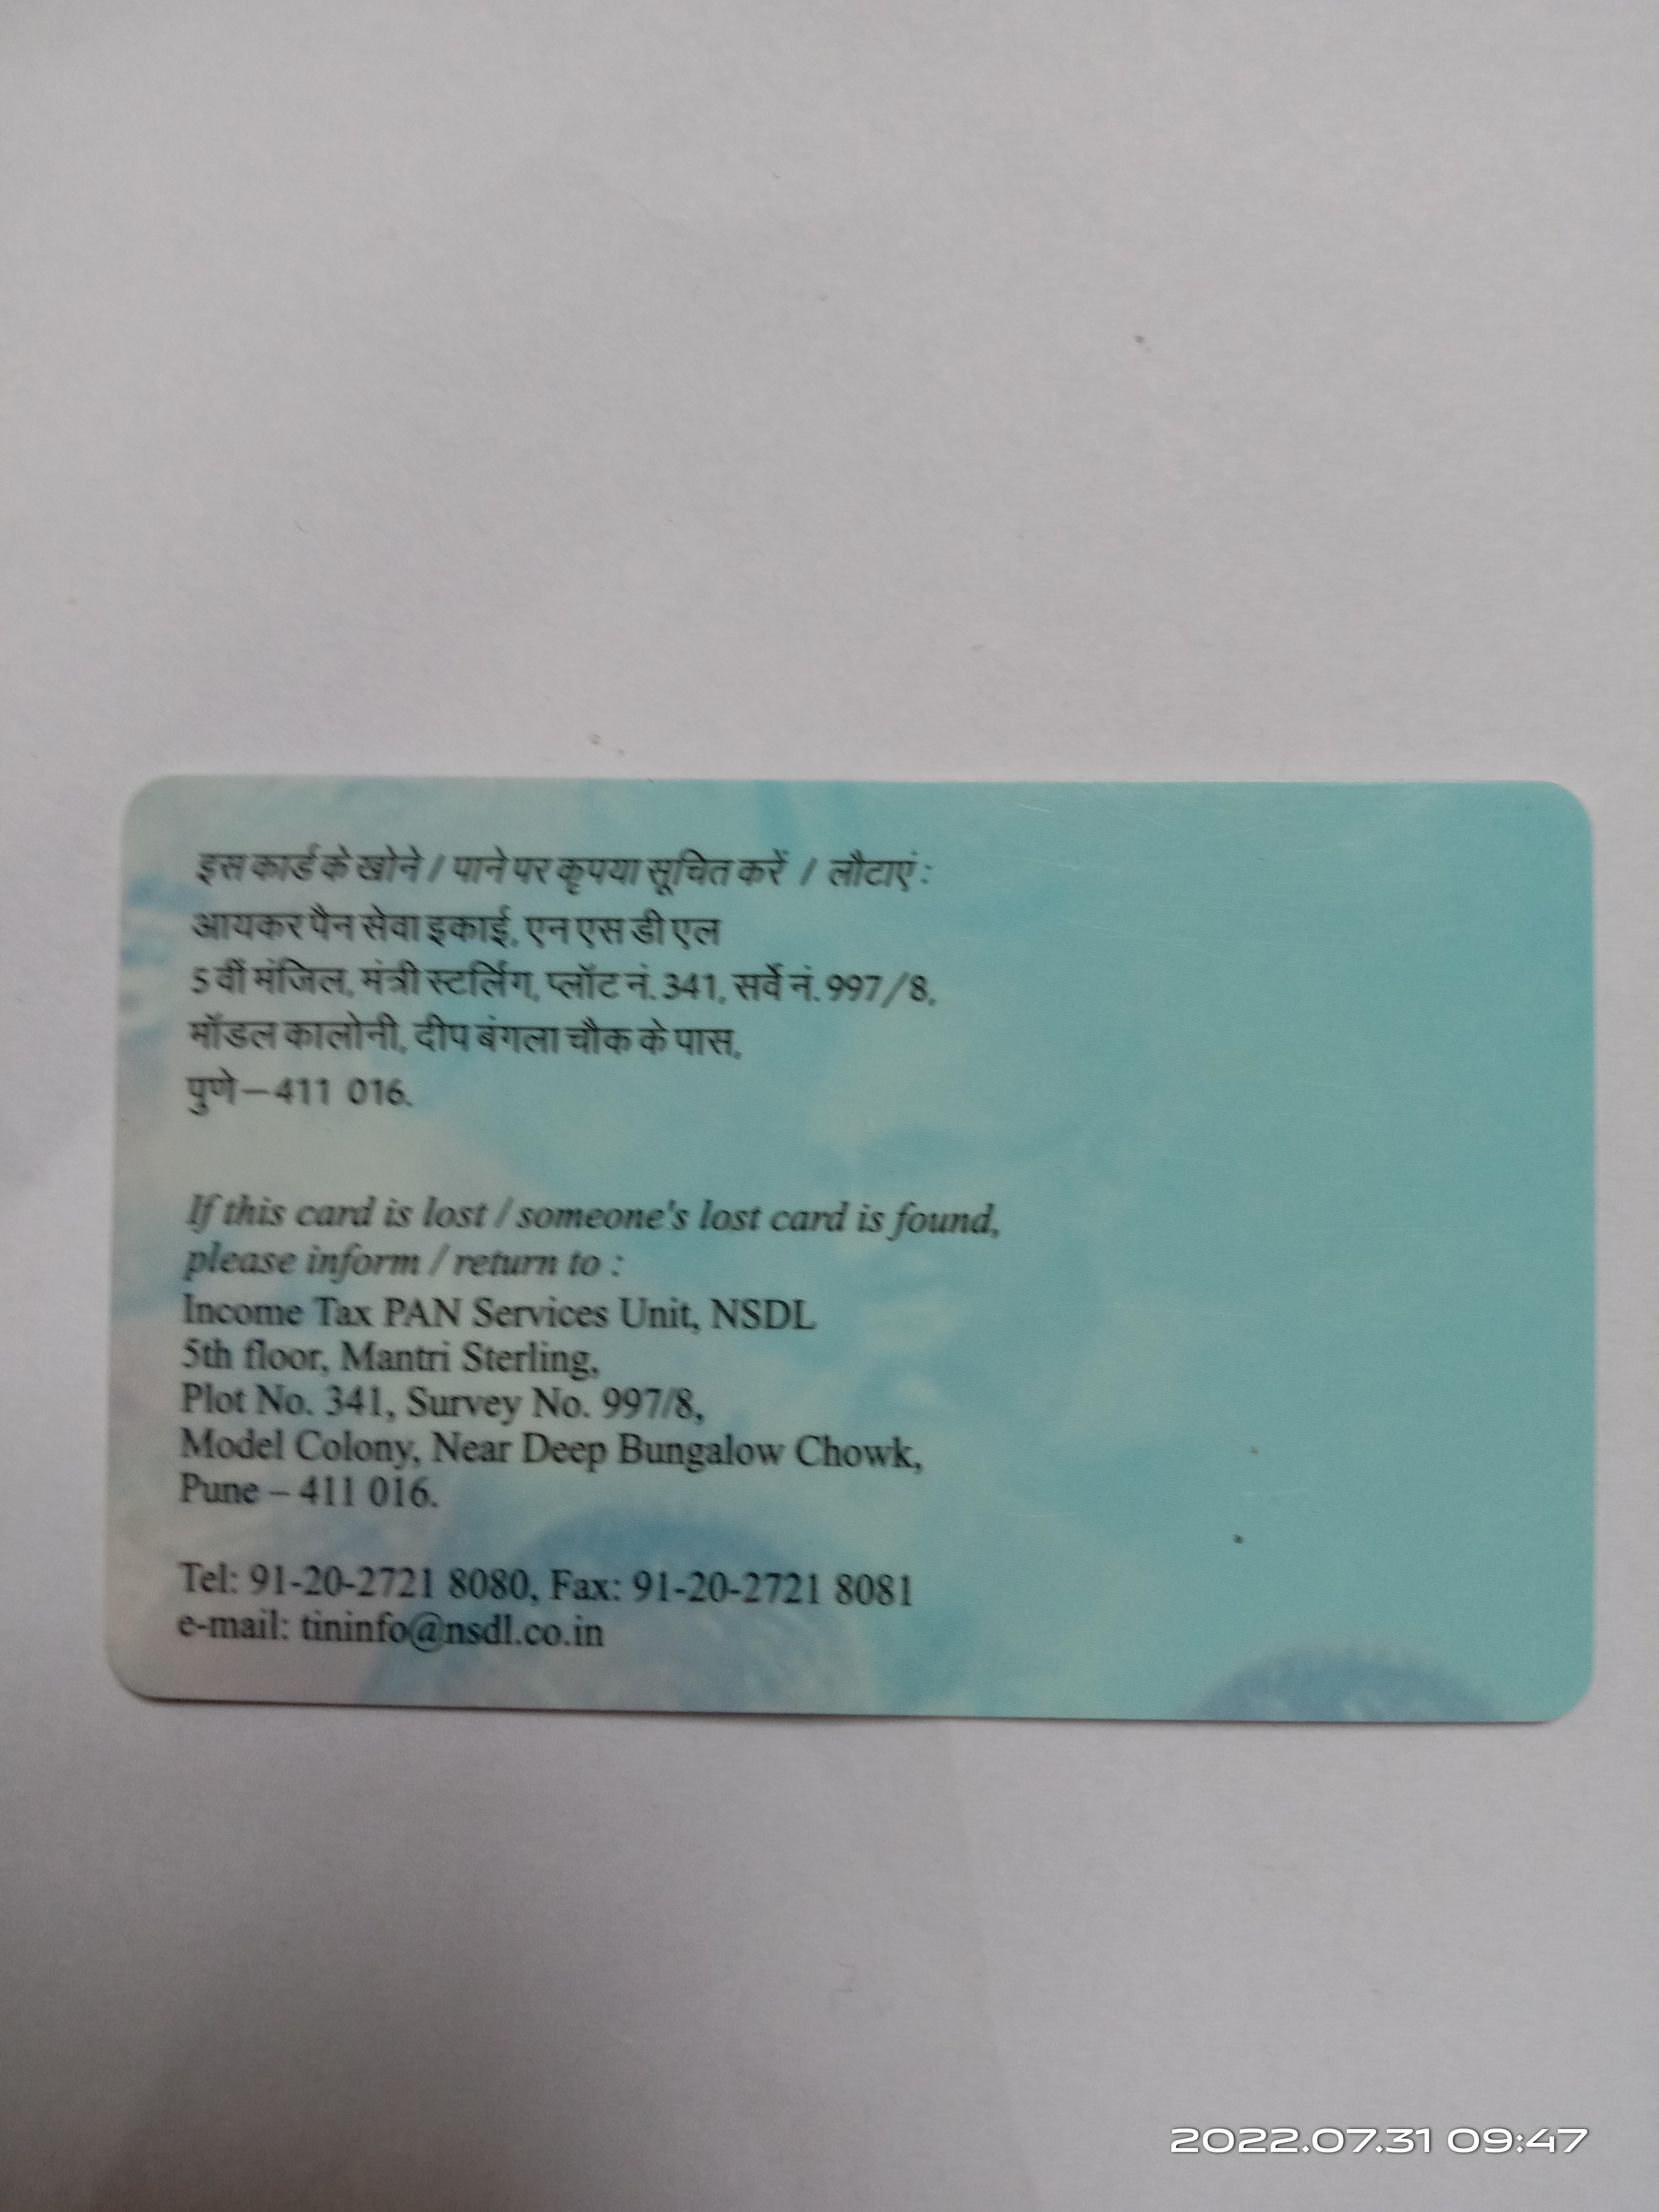 इस कार्ड के खोने / पाने पर कृपया सूचित करें / लौटाएं :
आयकर पैन सेवा इकाई, एन एस डी एल
5 वीं मंजिल, मंत्री स्टर्लिंग, प्लॉट नं. 341, सर्वे नं. 997/8,
मॉडल कालोनी, दीप बंगला चौक के पास,
पुणे – 411 016.
If this card is lost / someone's lost card is found,
please inform / return to :
Income Tax PAN Services Unit, NSDL
5th floor, Mantri Sterling,
Plot No. 341, Survey No. 997/8,
Model Colony, Near Deep Bungalow Chowk,
Pune – 411 016.
Tel: 91-20-2721 8080, Fax: 91-20-2721 8081
e-mail: tininfo@nsdl.co.in
2022.07.31 09:47